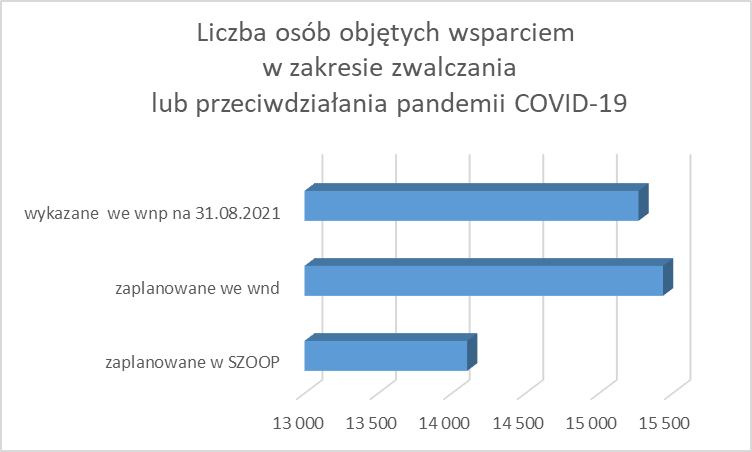 Liczba osób objętych wsparciem
w zakresie zwalczania
lub przeciwdziałania pandemii COVID-19
wykazane we wnp na 31.08.2021
zaplanowane we wnd
zaplanowane w SZOOP
13 000 13 500 14 000 14 500 15 000 15 500